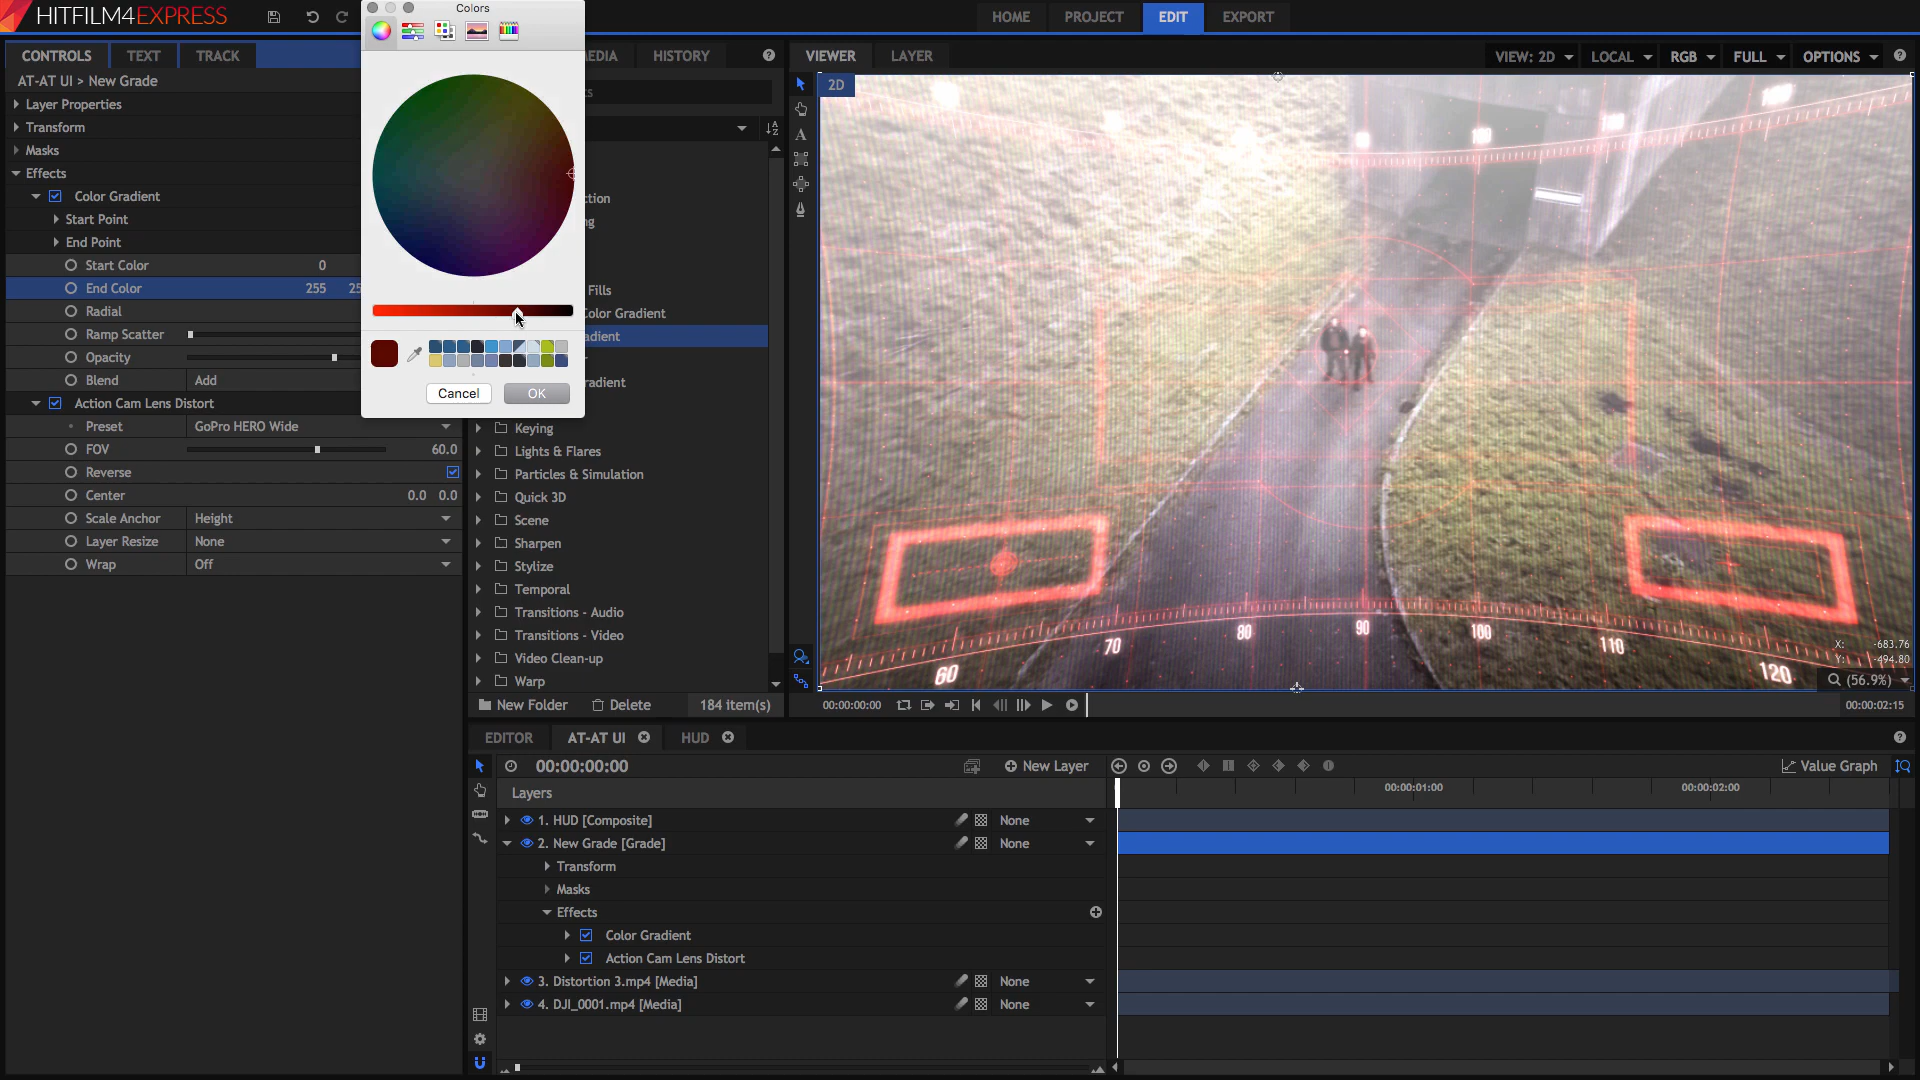 HITFILM4EXPRESS
HOME
PROJECT
EDIT
EXPORT
Colors
CONTROLS
TEXT
TRACK
HISTORY
VIEWER
LAYER
VIEW: 2D
LOCAL
RGB
FULL
OPTIONS
AT-AT UI > New Grade
Layer Properties
Transform
Masks
Effects
Color Gradient
Start Point
End Point
Start Color 0
End Color 255
Radial
Ramp Scatter
Opacity
Blend Add
Action Cam Lens Distort
Preset GoPro HERO Wide
FOV 60.0
Reverse
Center 0.0 0.0
Scale Anchor Height
Layer Resize None
Wrap Off
Cancel
OK
Fills
Color Gradient
Keying
Lights & Flares
Particles & Simulation
Quick 3D
Scene
Sharpen
Stylize
Temporal
Transitions - Audio
Transitions - Video
Video Clean-up
Warp
New Folder
Delete
184 item(s)
2D
90
100
60
70
80
90
100
110
120
X: -683.76
Y: -494.80
(56.9%)
00:00:00:00
00:00:02:15
EDITOR
AT-AT UI
HUD
00:00:00:00
New Layer
Value Graph
Layers
00:00:01:00
00:00:02:00
1. HUD [Composite] None
2. New Grade [Grade] None
Transform
Masks
Effects
Color Gradient
Action Cam Lens Distort
3. Distortion 3.mp4 [Media] None
4. DJI_0001.mp4 [Media] None